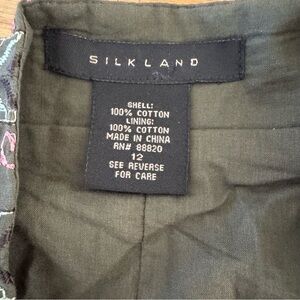 SILKLAND
SHELL:
100% COTTON
LINING:
100% COTTON
MADE IN CHINA
RN# 88820
12
SEE REVERSE
FOR CARE